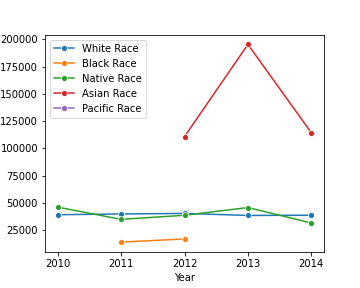 200000
175000
150000
125000
100000
75000
50000
25000
White Race
Black Race
Native Race
Asian Race
Pacific Race
2010 2011 2012 2013 2014
Year